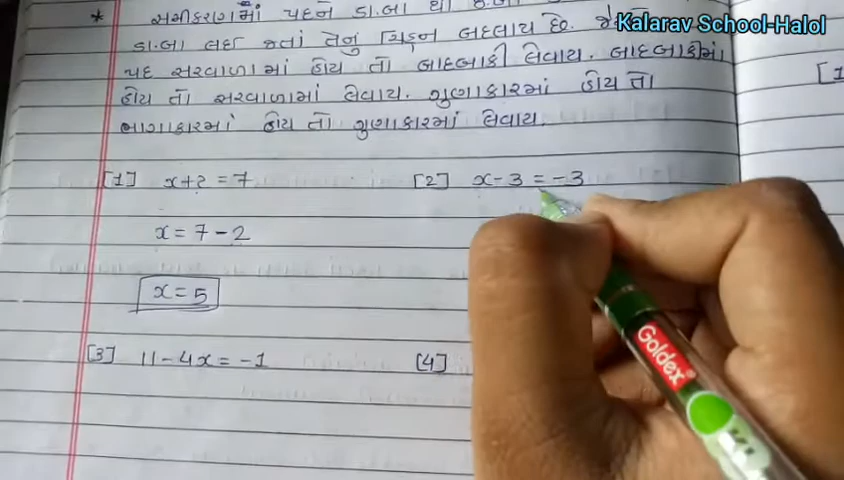 * સમીકરણમાં પદને ડા.બા થી જ.બા
Kalarav School-Halol
ડા.બા લઈ જતાં તેનું ચિહ્ન બદલાય છે.
પદ સરવાળામાં હોય તો બાદબાકી લેવાય. બાદબાકીમાં
હોય તો સરવાળામાં લેવાય. ગુણાકારમાં હોય તો
ભાગાકારમાં હોય તો ગુણાકારમાં લેવાય.
[1] x+2 = 7 [2] x-3 = -3
x = 7 - 2
x = 5
[3] 11-4x = -1 [4]
Goldex